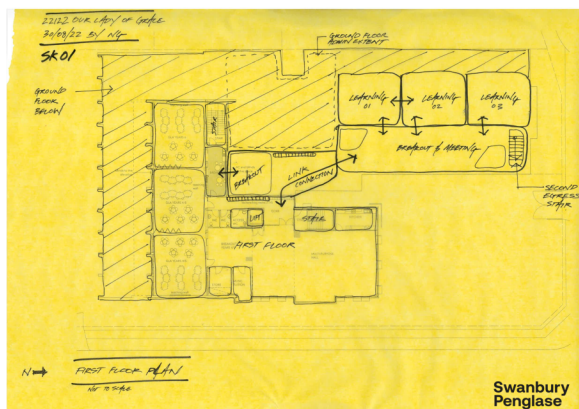 22122 OUR LADY OF GRACE
30/08/22 BY NG
SK01
GROUND FLOOR
ADMIN EXTENT
GROUND
FLOOR
BELOW
STAIR
LEARNING
01
LEARNING
02
LEARNING
03
BREAKOUT & MEETING
BREAKOUT
LINK
CONNECTION
SECOND
EGRESS
STAIR
LIFT
STAIR
FIRST FLOOR
N
FIRST FLOOR PLAN
NOT TO SCALE
Swanbury
Penglase